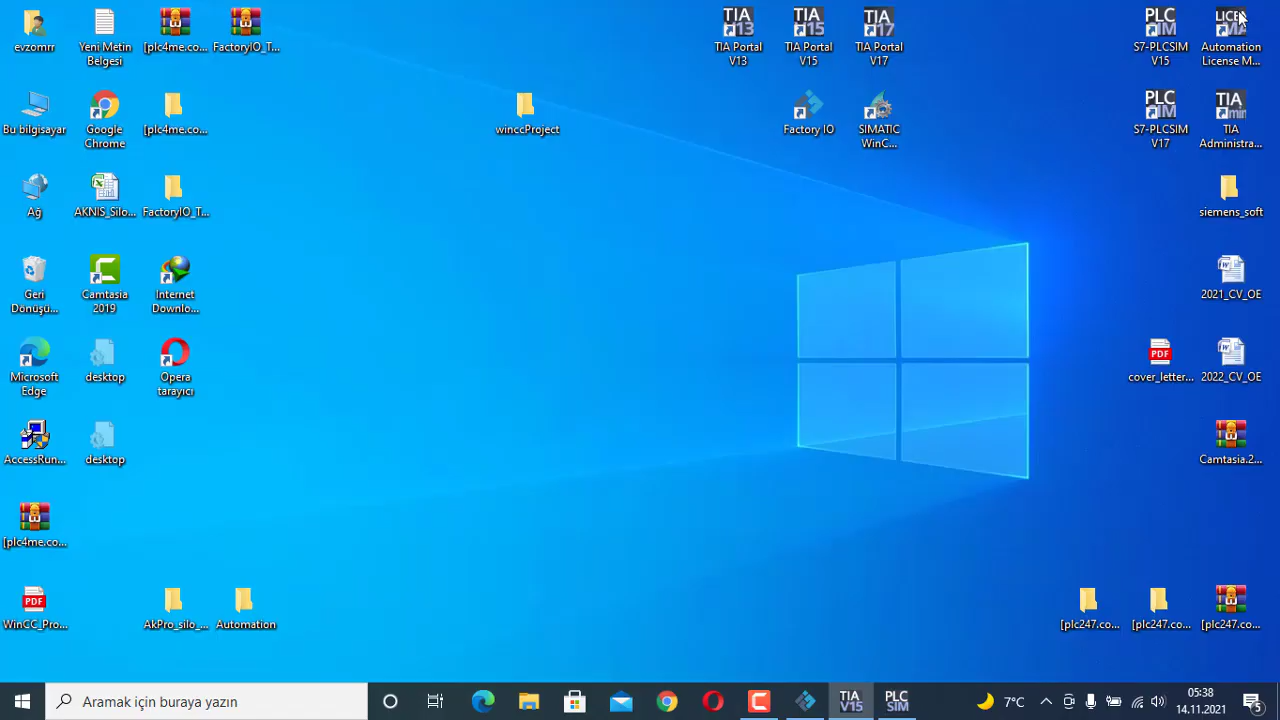 evzomrr
Yeni Metin
Belgesi
[plc4me.co...
FactoryIO_T...
TIA
13
TIA Portal
V13
TIA
15
TIA Portal
V15
TIA
17
TIA Portal
V17
PLC
SIM
S7-PLCSIM
V15
Automation
License M...
Bu bilgisayar
Google
Chrome
[plc4me.co...
winccProject
Factory IO
SIMATIC
WinC...
PLC
SIM
S7-PLCSIM
V17
TIA
TIA
Administra...
Ağ
AKNIS_Silo...
FactoryIO_T...
siemens_soft
Geri
Dönüşü...
Camtasia
2019
Internet
Downlo...
2021_CV_OE
Microsoft
Edge
desktop
Opera
tarayıcı
PDF
cover_letter...
2022_CV_OE
AccessRun...
desktop
Camtasia.2...
[plc4me.co...
PDF
WinCC_Pro...
AkPro_silo_...
Automation
[plc247.co...
[plc247.co...
[plc247.co...
Aramak için buraya yazın
TIA
V15
PLC
SIM
7°C
05:38
14.11.2021
5